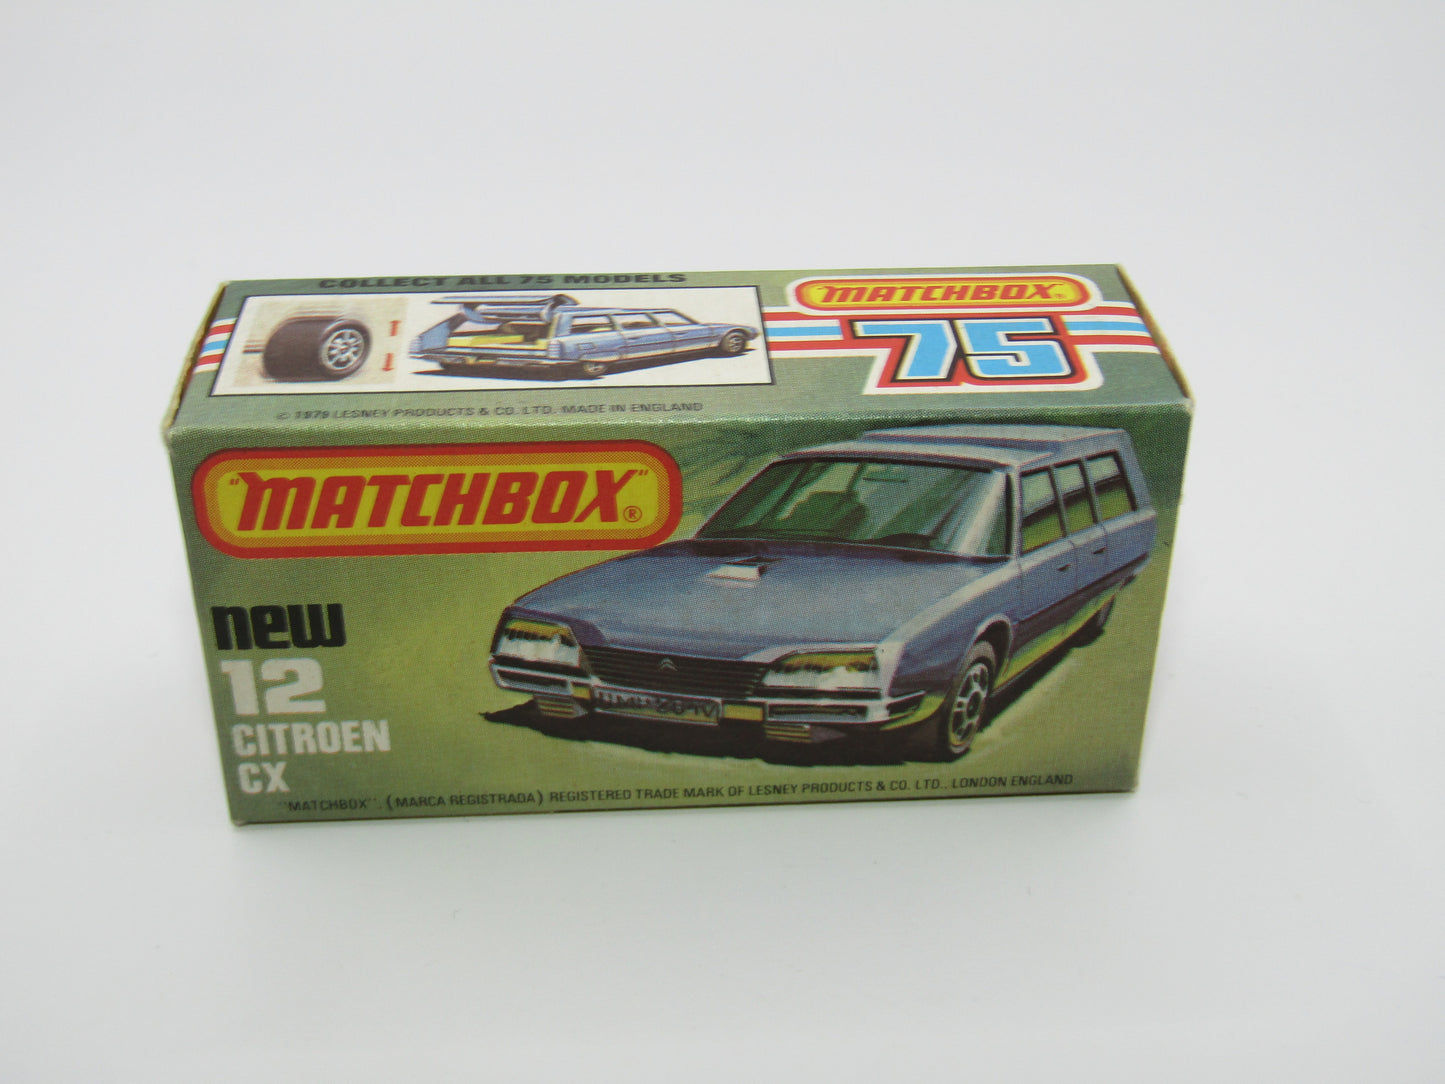 COLLECT ALL 75 MODELS
MATCHBOX®
75
© 1979 LESNEY PRODUCTS & CO. LTD. MADE IN ENGLAND
"MATCHBOX"®
new
12
CITROEN
CX
"MATCHBOX". (MARCA REGISTRADA) REGISTERED TRADE MARK OF LESNEY PRODUCTS & CO. LTD., LONDON ENGLAND